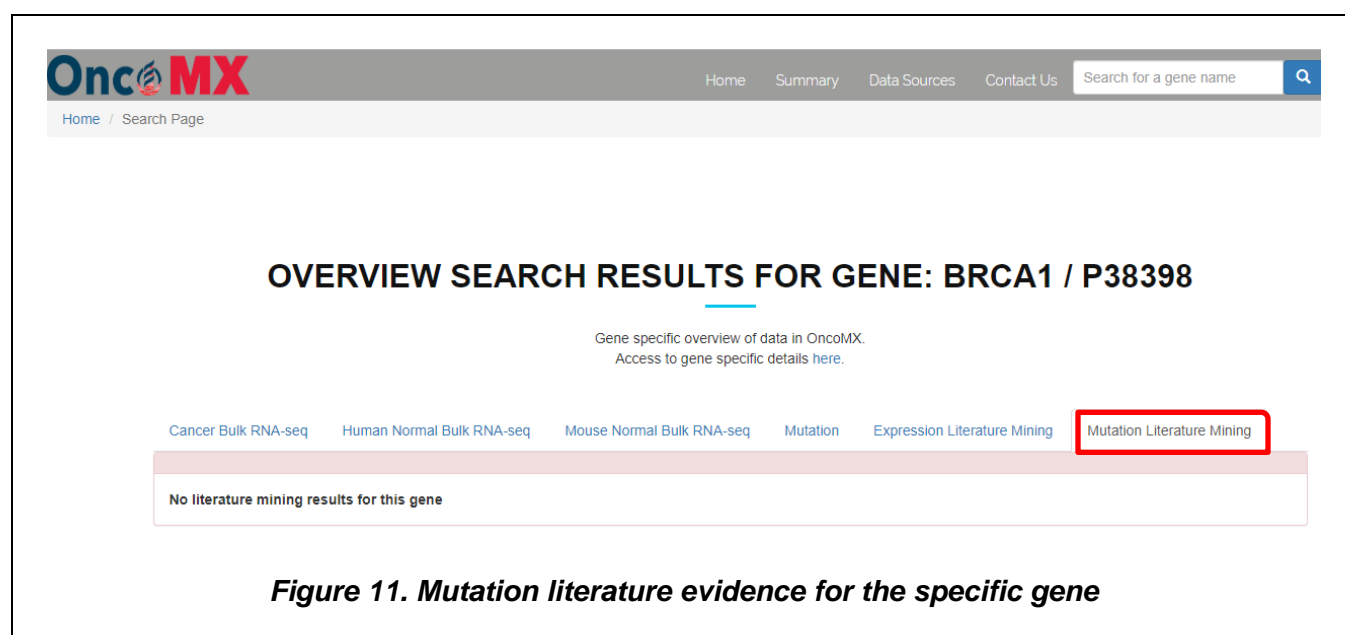 OncoMX
Home Summary Data Sources Contact Us Search for a gene name
Home / Search Page
OVERVIEW SEARCH RESULTS FOR GENE: BRCA1 / P38398
Gene specific overview of data in OncoMX.
Access to gene specific details here.
Cancer Bulk RNA-seq Human Normal Bulk RNA-seq Mouse Normal Bulk RNA-seq Mutation Expression Literature Mining Mutation Literature Mining
No literature mining results for this gene
Figure 11. Mutation literature evidence for the specific gene